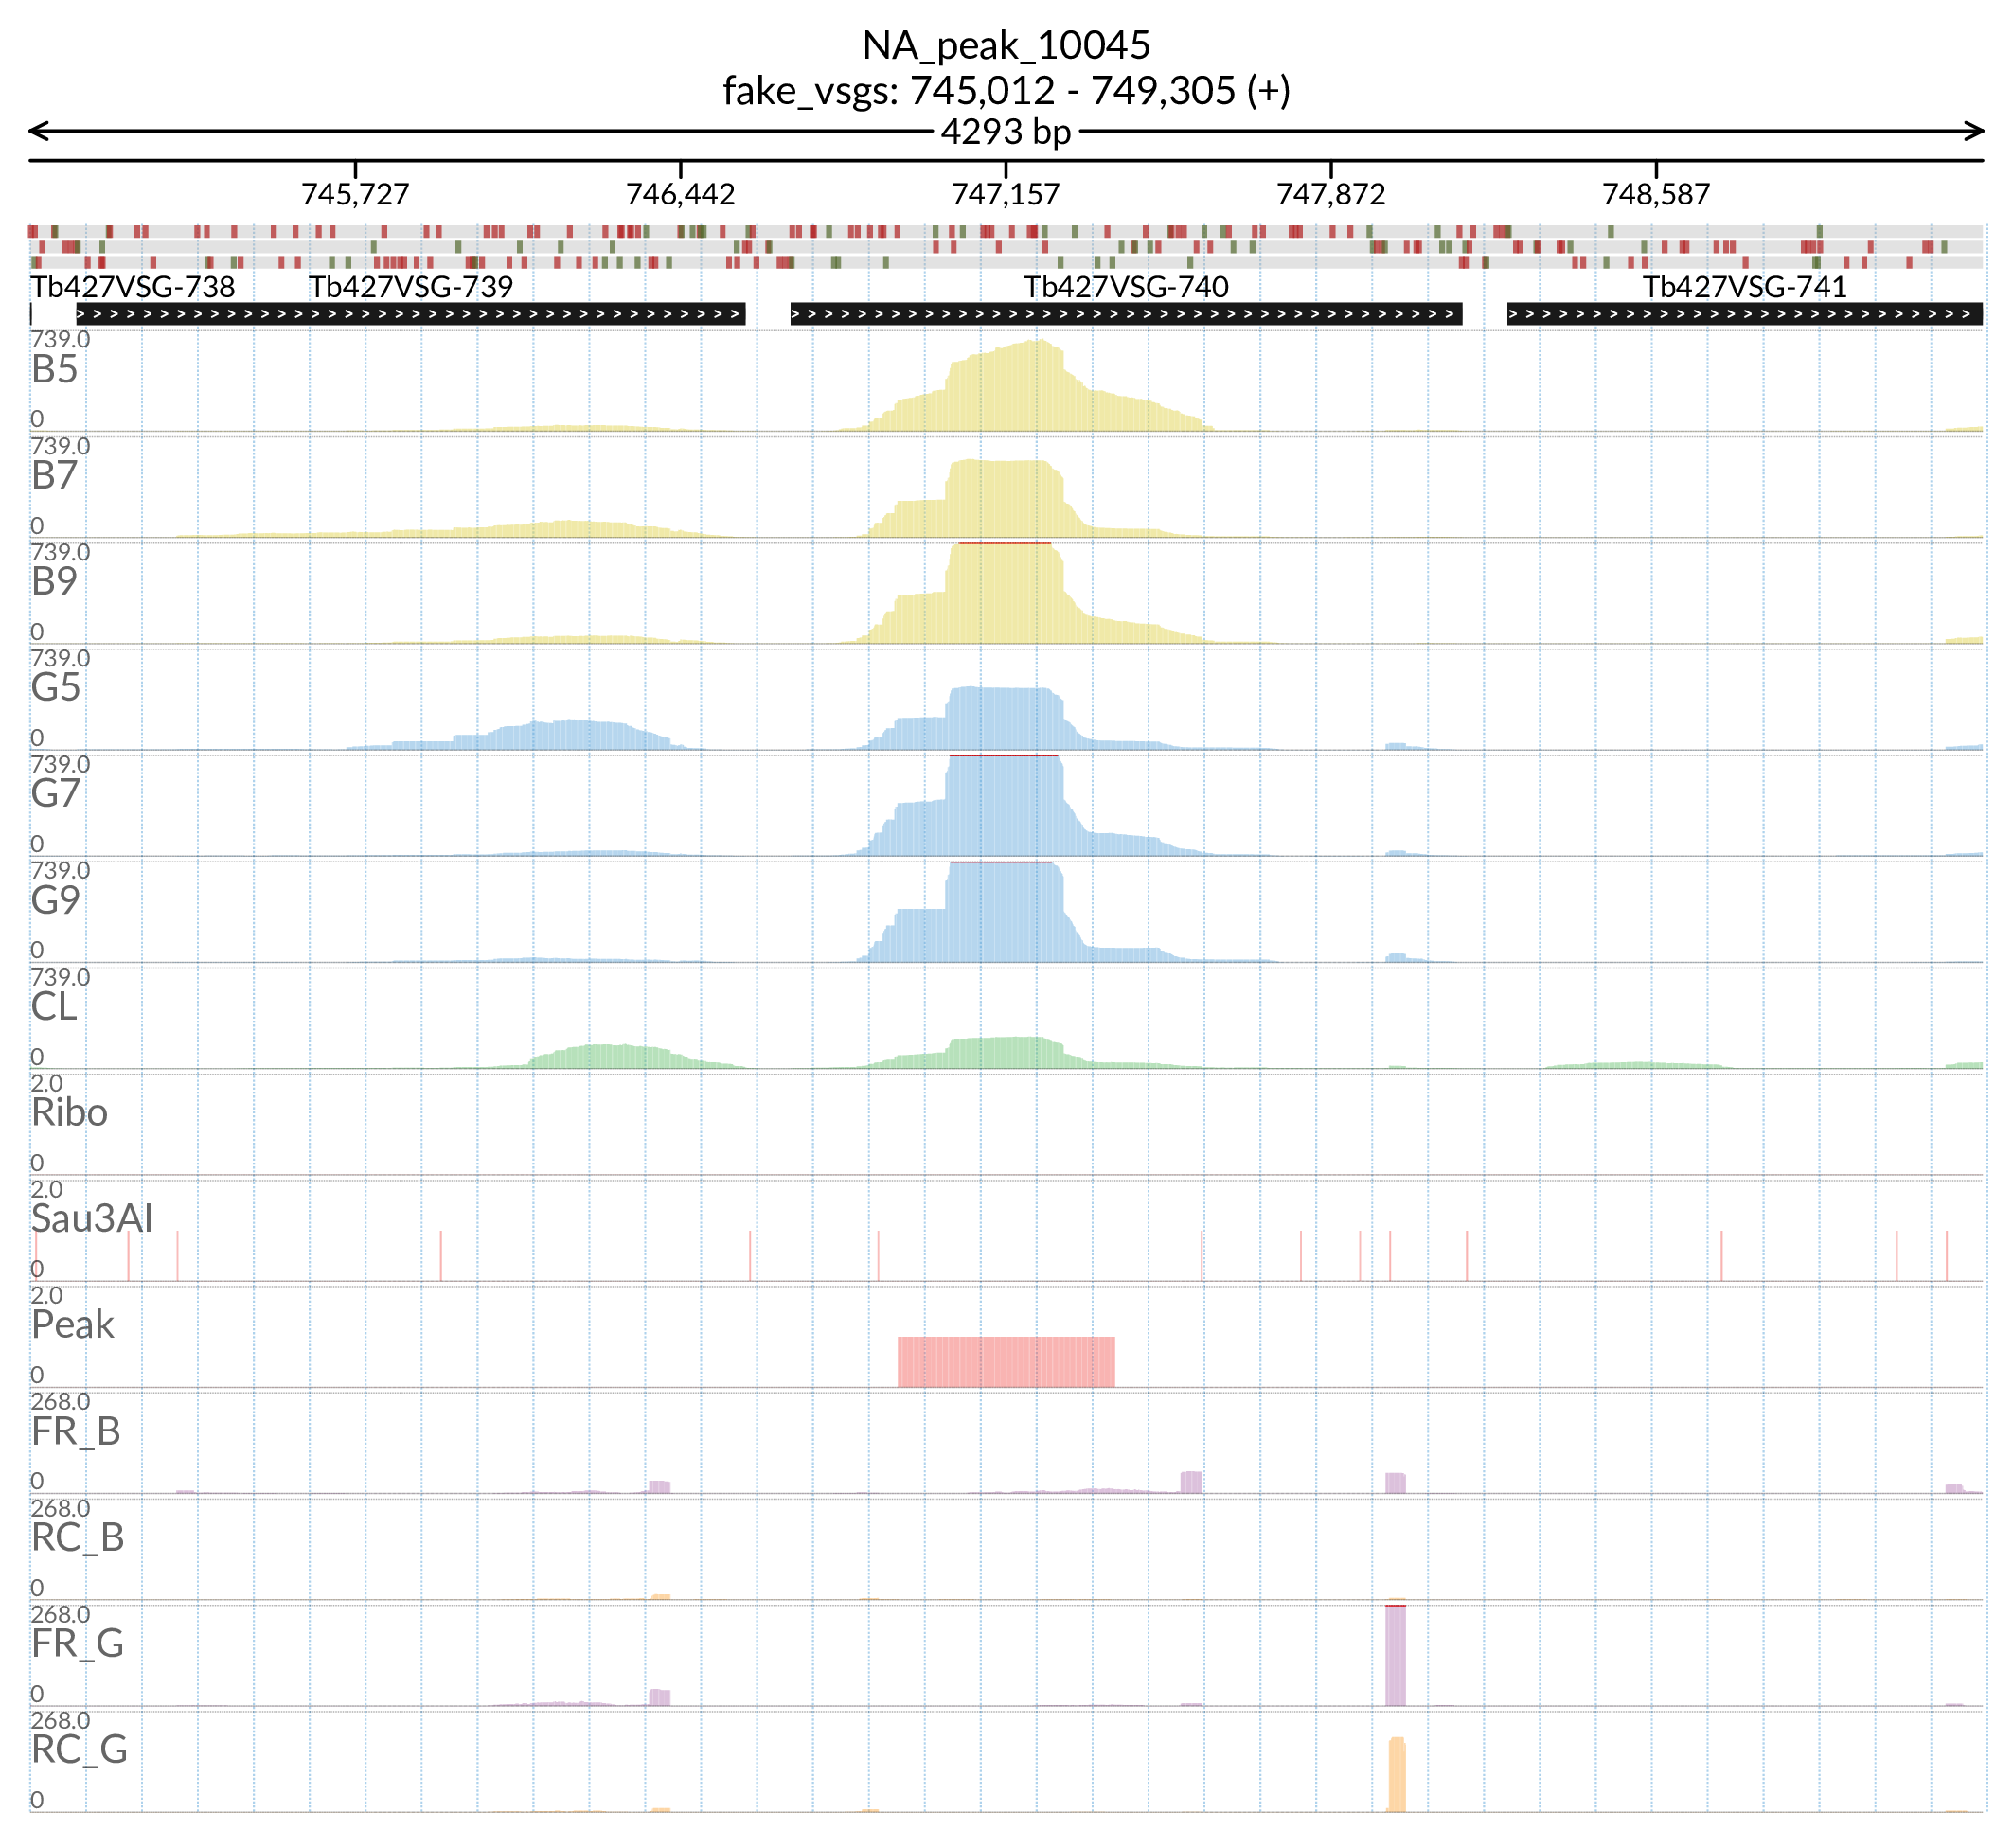 NA_peak_10045
fake_vsgs: 745,012 - 749,305 (+)
4293 bp
745,727 746,442 747,157 747,872 748,587
Tb427VSG-738 Tb427VSG-739 Tb427VSG-740 Tb427VSG-741
739.0
B5
0
739.0
B7
0
739.0
B9
0
739.0
G5
0
739.0
G7
0
739.0
G9
0
739.0
CL
0
2.0
Ribo
0
2.0
Sau3AI
0
2.0
Peak
0
268.0
FR_B
0
268.0
RC_B
0
268.0
FR_G
0
268.0
RC_G
0